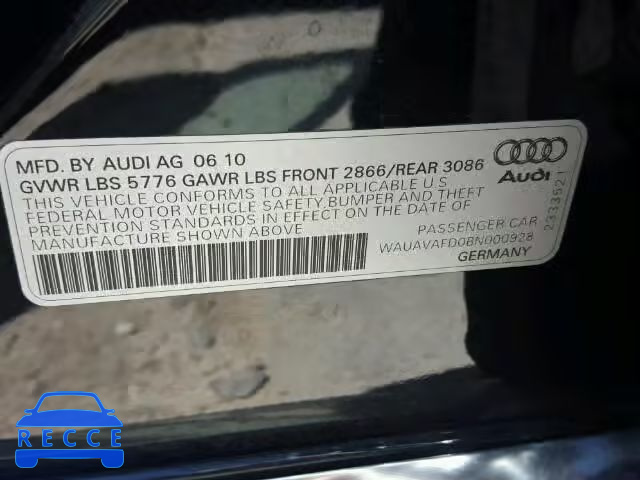 MFD. BY AUDI AG 06.10
GVWR LBS 5776 GAWR LBS FRONT 2866/REAR 3086
THIS VEHICLE CONFORMS TO ALL APPLICABLE U S
FEDERAL MOTOR VEHICLE SAFETY,BUMPER AND THEFT
PREVENTION STANDARDS IN EFFECT ON THE DATE OF
MANUFACTURE SHOWN ABOVE
PASSENGER CAR
WAUAVAFD0BN000928
GERMANY
Audi
2333521
RECCE